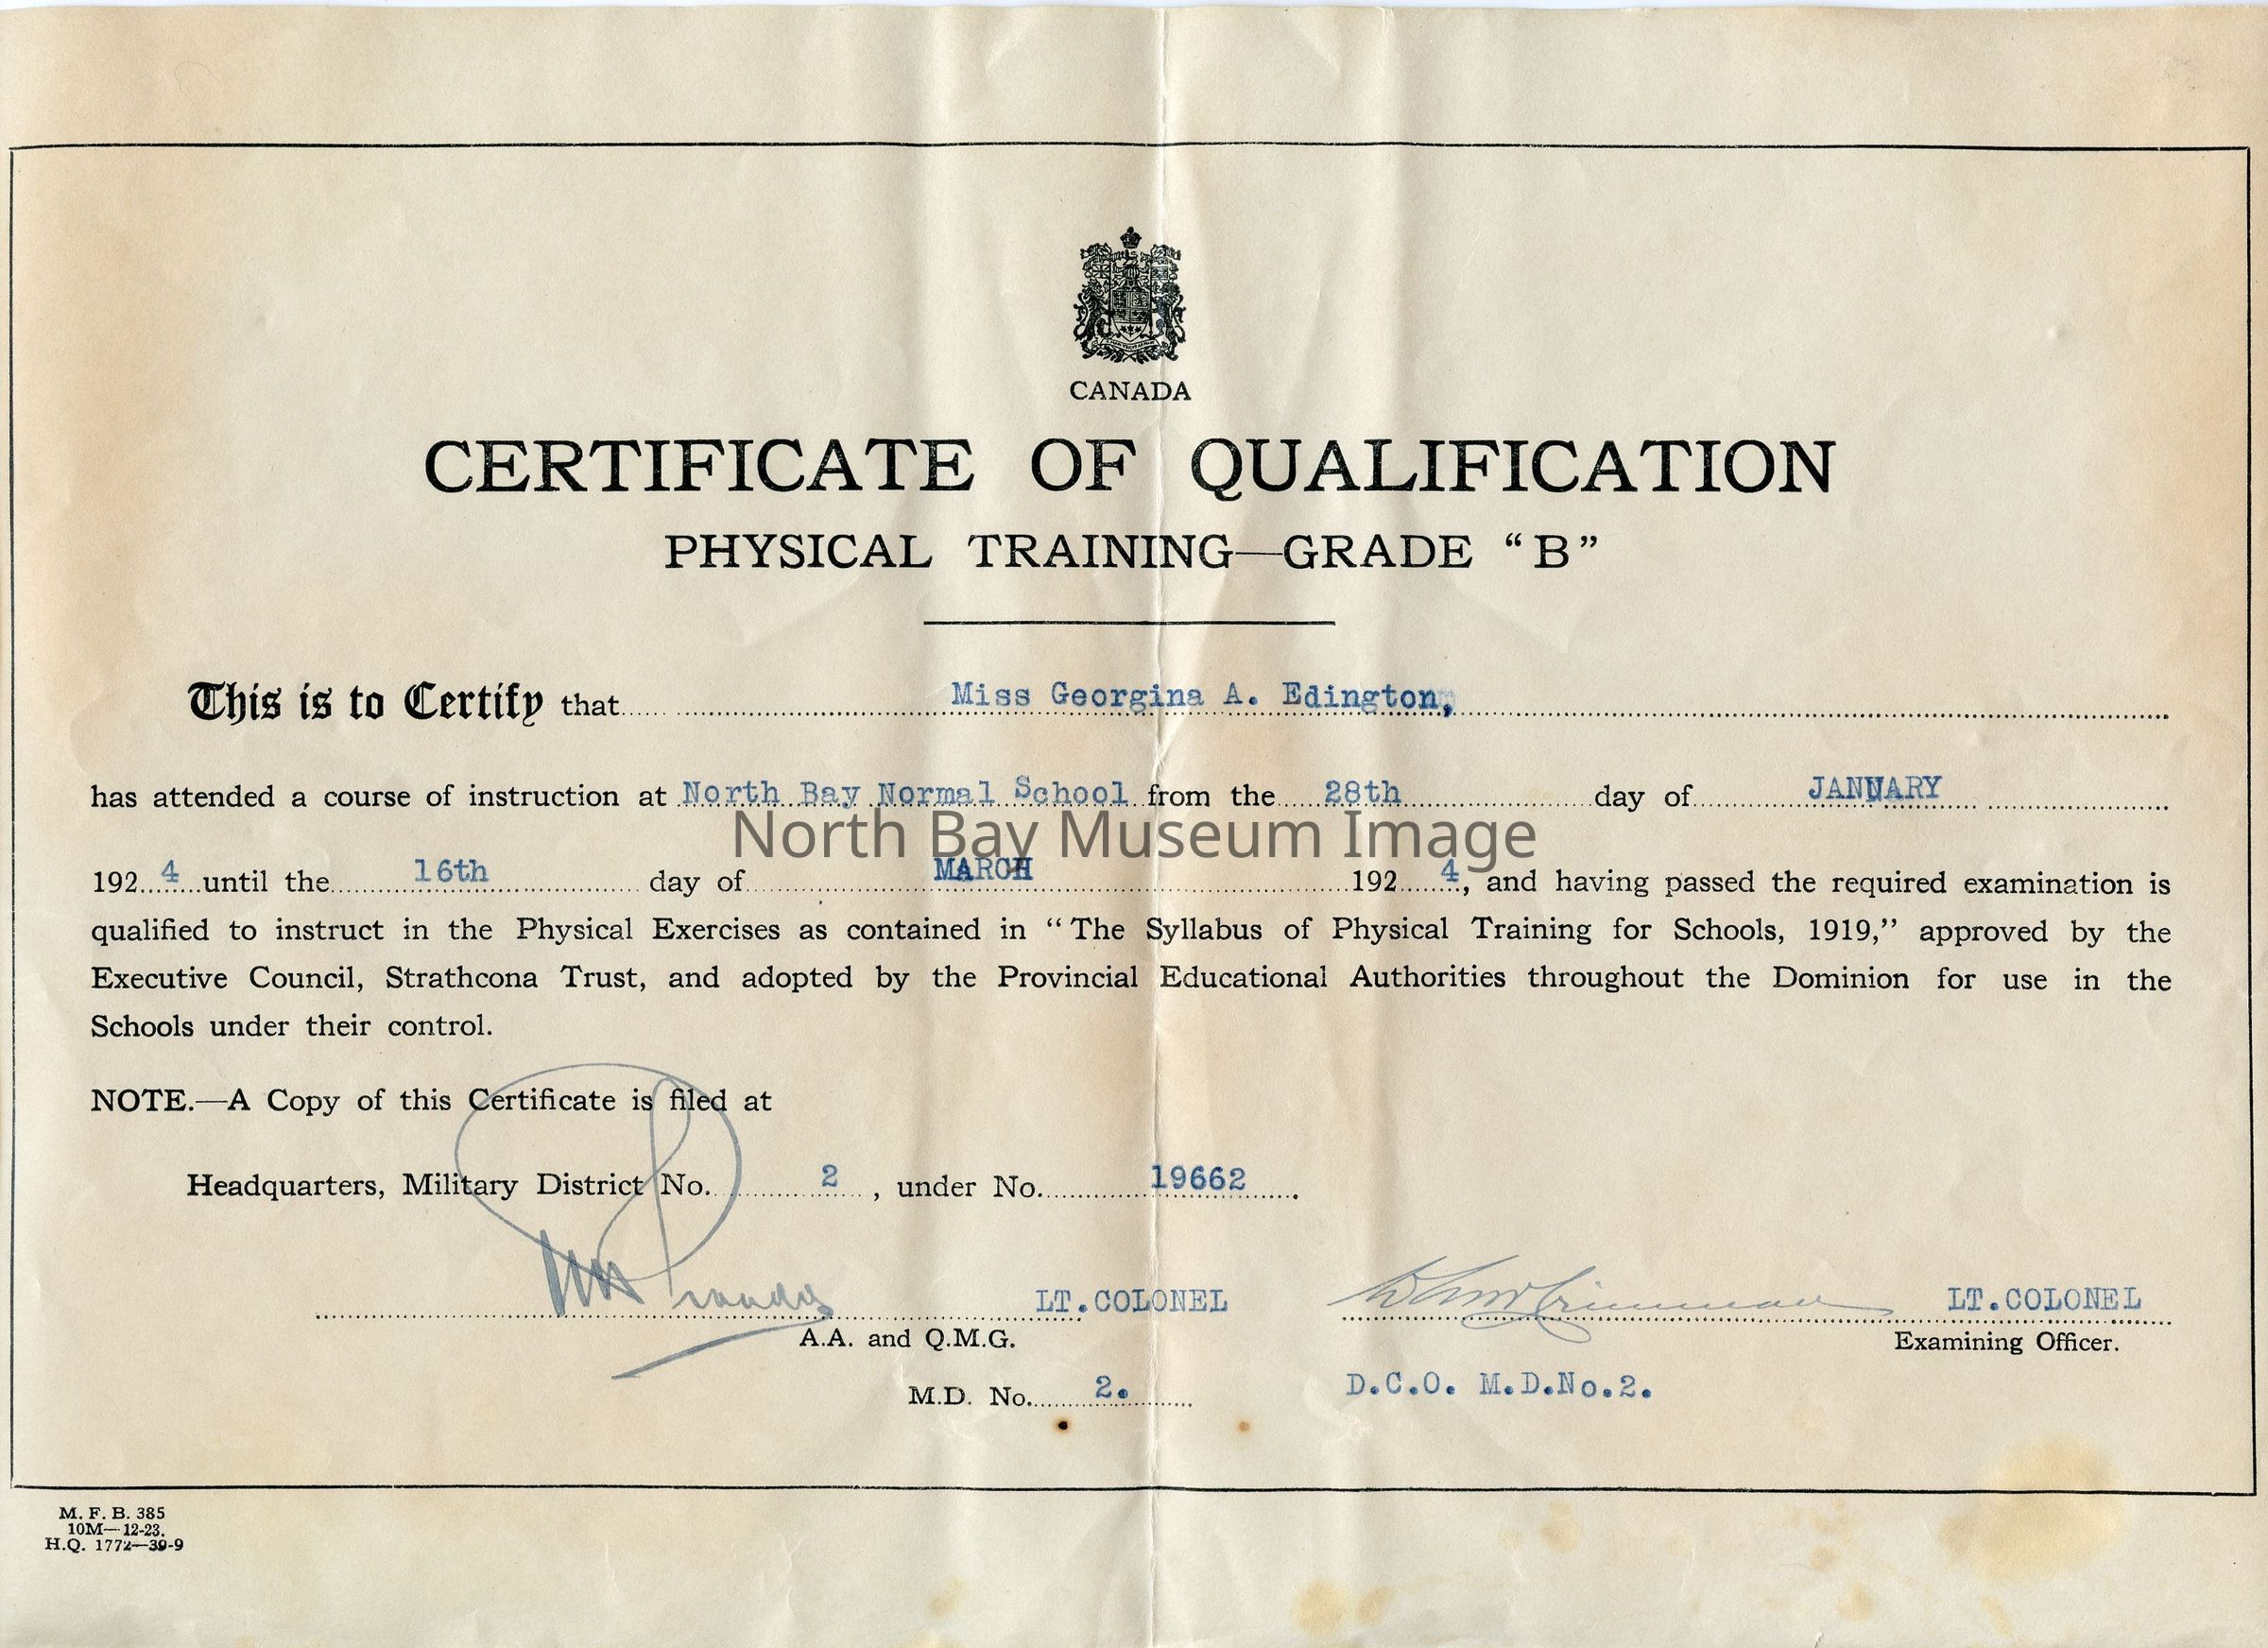 CANADA
CERTIFICATE OF QUALIFICATION
PHYSICAL TRAINING—GRADE “B”
This is to Certify that Miss Georgina A. Edington,
has attended a course of instruction at North Bay Normal School from the 28th day of JANUARY
North Bay Museum Image
192 4 until the 16th day of MARCH 192 4, and having passed the required examination is
qualified to instruct in the Physical Exercises as contained in “The Syllabus of Physical Training for Schools, 1919,” approved by the
Executive Council, Strathcona Trust, and adopted by the Provincial Educational Authorities throughout the Dominion for use in the
Schools under their control.
NOTE.—A Copy of this Certificate is filed at
Headquarters, Military District No. 2, under No. 19662.
LT.COLONEL LT.COLONEL
A.A. and Q.M.G. Examining Officer.
M.D. No. 2. D.C.O. M.D.No.2.
M. F. B. 385
10M—12-23.
H.Q. 1772—39-9